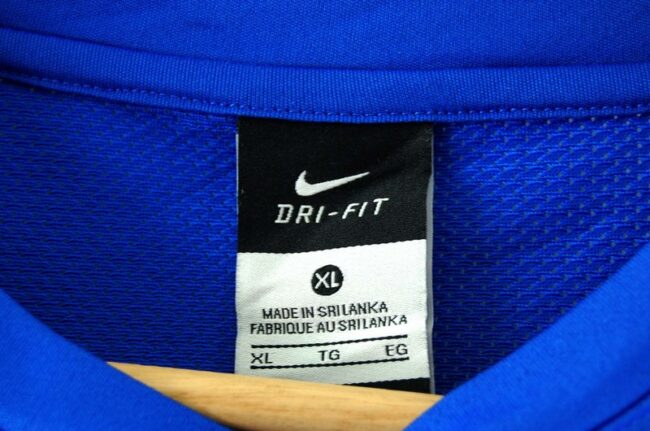 DRI-FIT
XL
MADE IN SRI LANKA
FABRIQUE AU SRI LANKA
XL TG EG